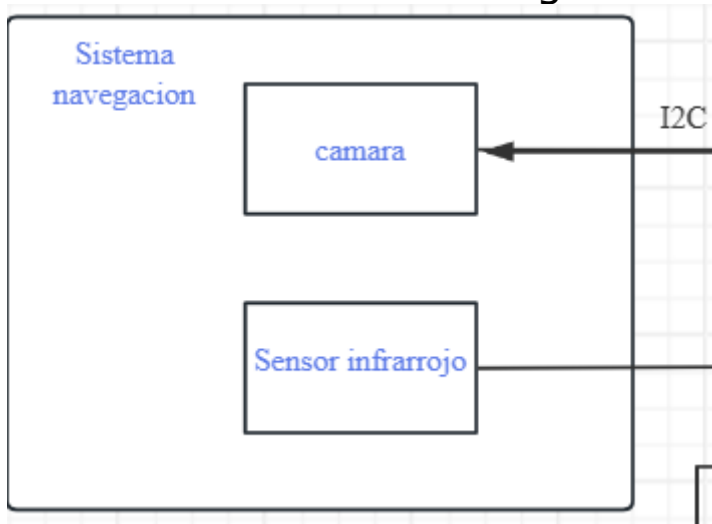 Sistema
navegacion
camara
I2C
Sensor infrarrojo